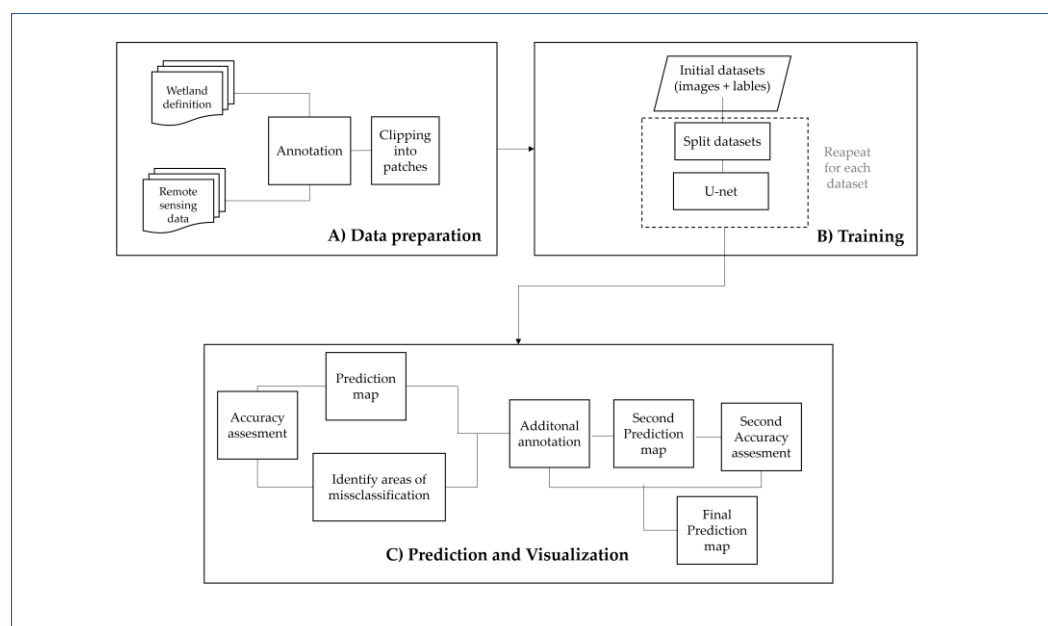 Wetland
definition
Remote
sensing
data
Annotation
Clipping
into
patches
A) Data preparation
Initial datasets
(images + lables)
Split datasets
U-net
Reapeat
for each
dataset
B) Training
Accuracy
assesment
Prediction
map
Identify areas of
missclassification
Additonal
annotation
Second
Prediction
map
Second
Accuracy
assesment
Final
Prediction
map
C) Prediction and Visualization